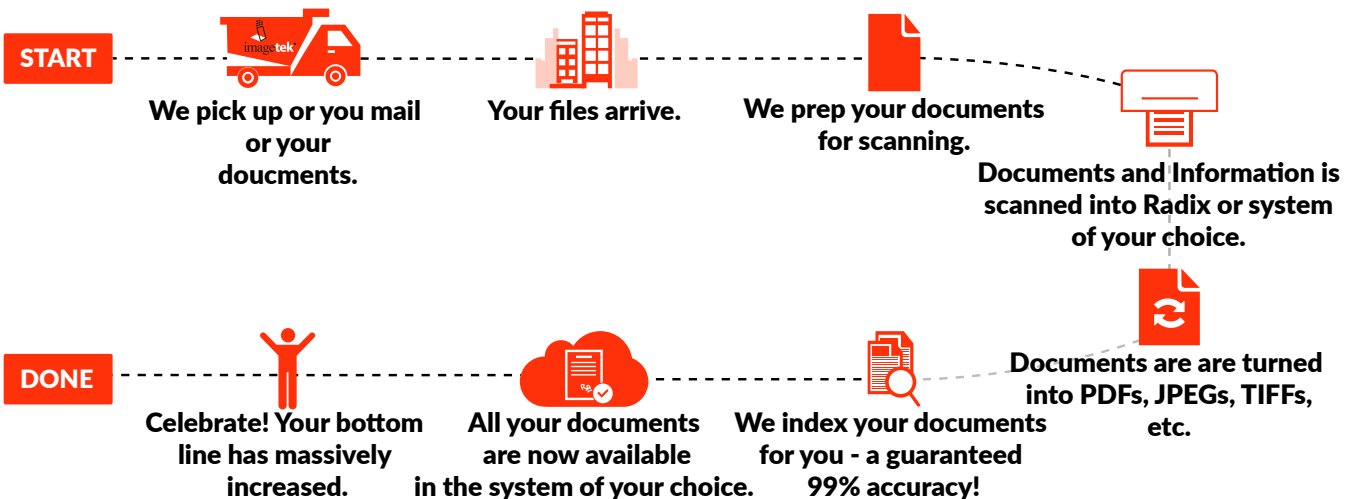 START
imagetek
We pick up or you mail
or your
doucments.
Your files arrive.
We prep your documents
for scanning.
Documents and Information is
scanned into Radix or system
of your choice.
Documents are are turned
into PDFs, JPEGs, TIFFs,
etc.
We index your documents
for you - a guaranteed
99% accuracy!
All your documents
are now available
in the system of your choice.
Celebrate! Your bottom
line has massively
increased.
DONE